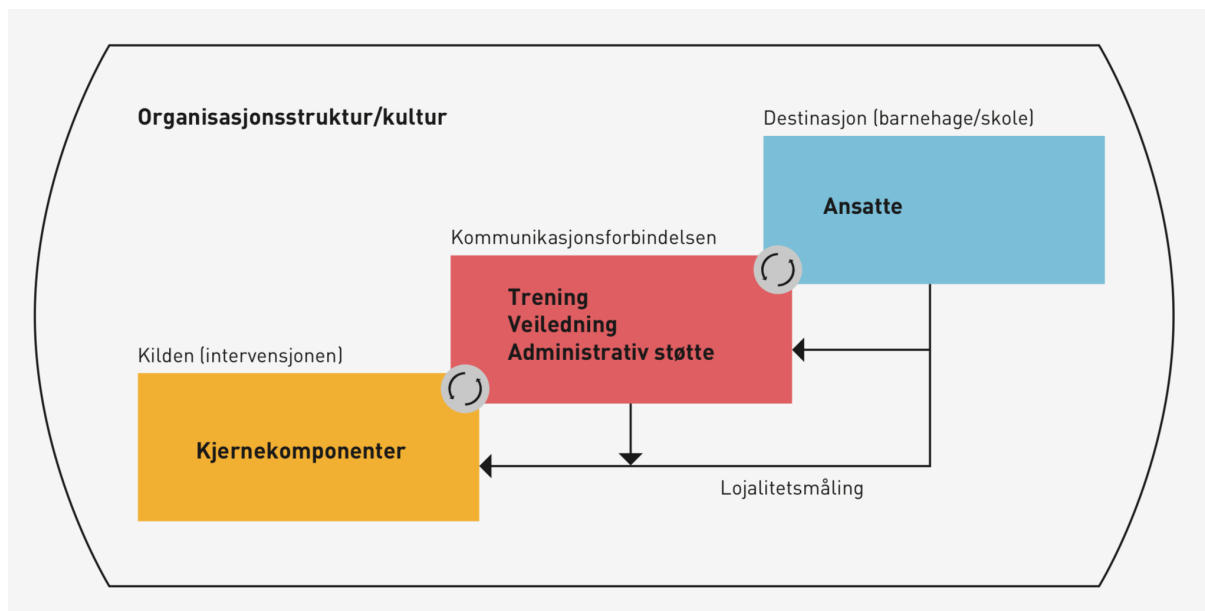 Organisasjonsstruktur/kultur
Destinasjon (barnehage/skole)
Ansatte
Kommunikasjonsforbindelsen
Trening
Veiledning
Administrativ støtte
Kilden (intervensjonen)
Kjernekomponenter
Lojalitetsmåling